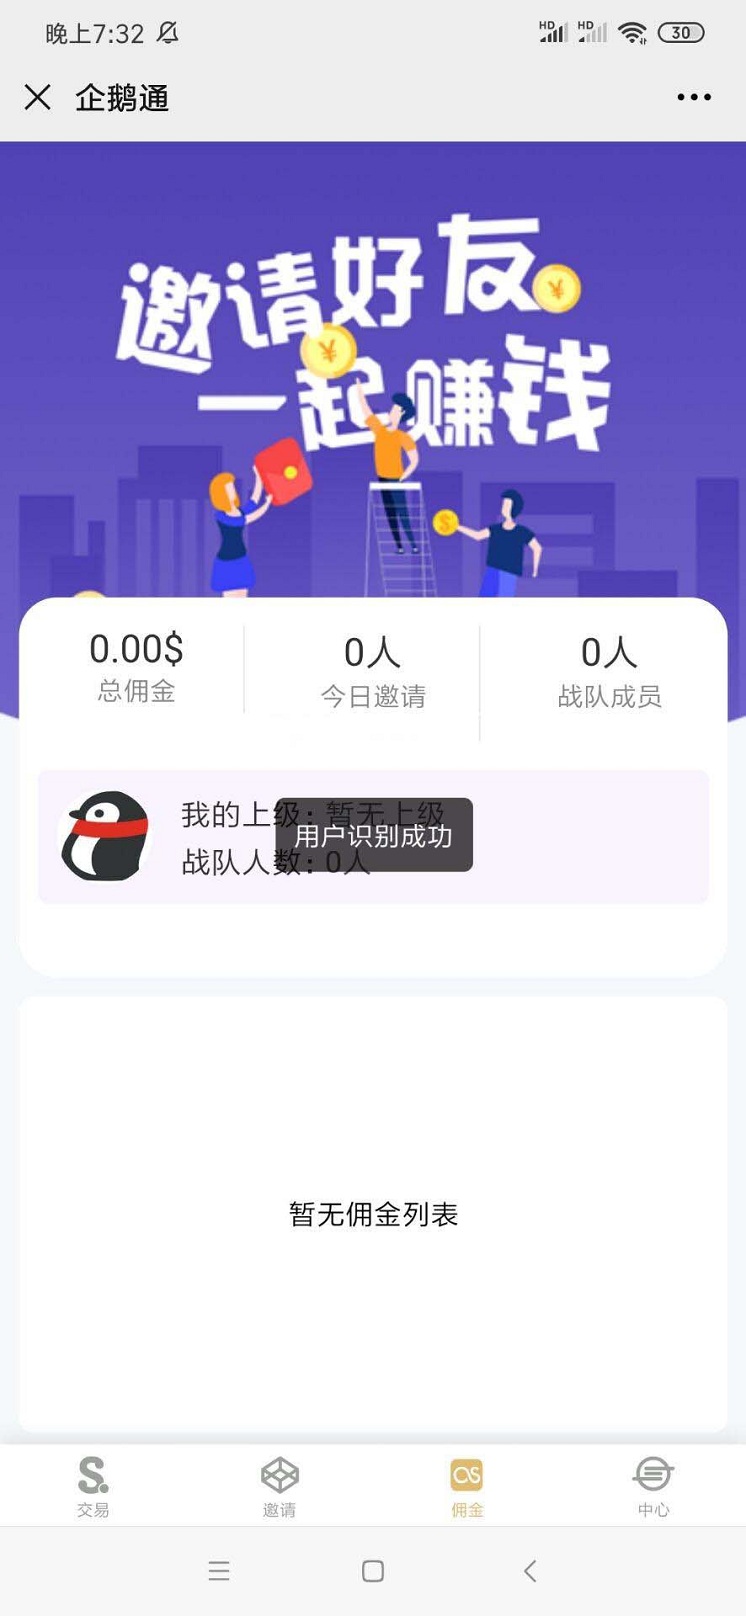 晚上7:32
HD HD 30
企鹅通
邀请好友
一起赚钱
0.00$ 0人 0人
总佣金 今日邀请 战队成员
我的上级: 暂无上级
用户识别成功
战队人数: 0人
暂无佣金列表
交易 邀请 佣金 中心